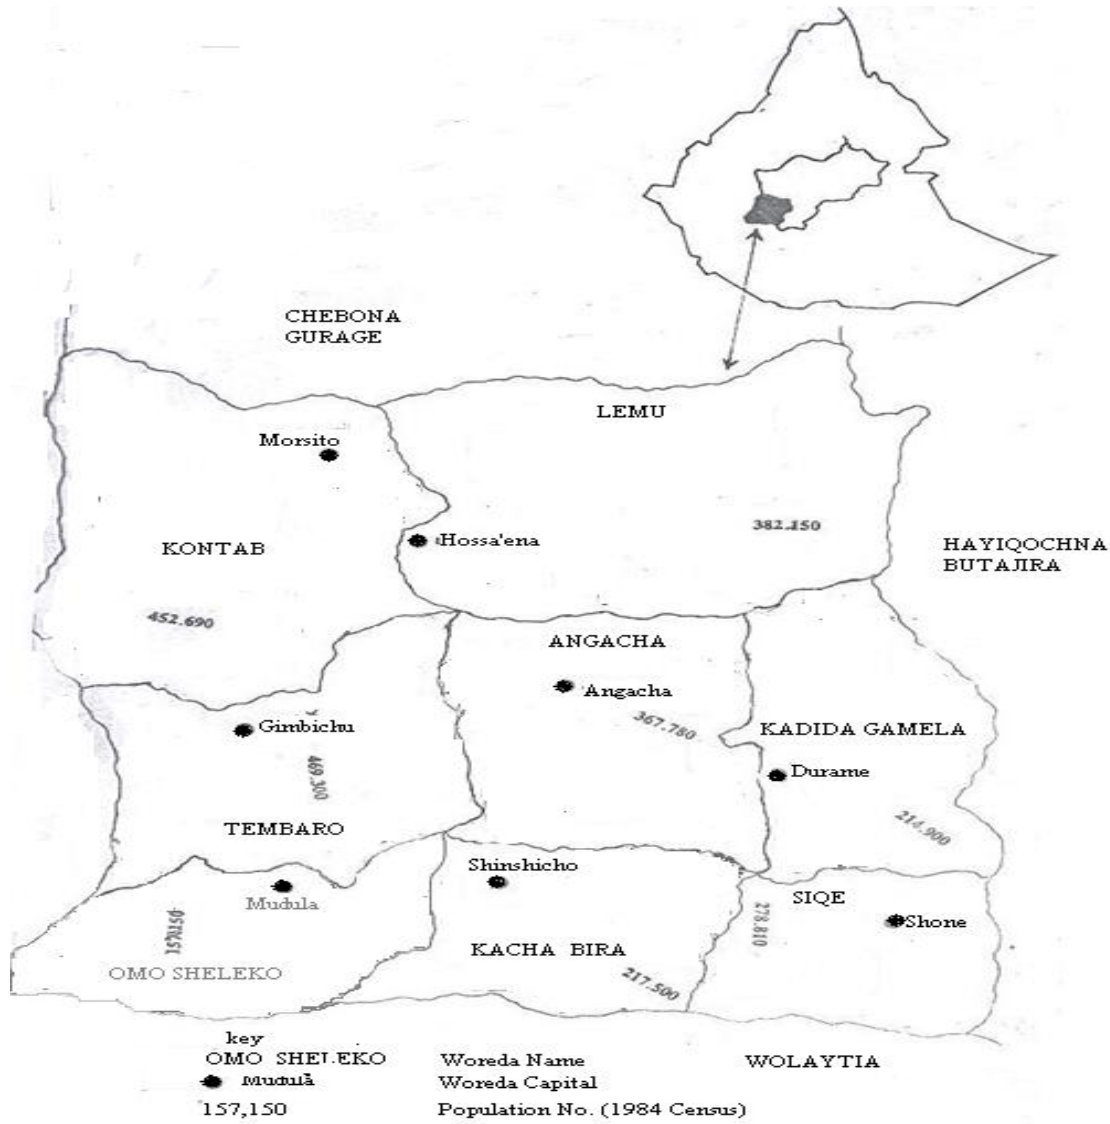 CHEBONA
GURAGE
LEMU
Morsito
382.150
Hossa'ena
KONTAB
HAYIQOCHNA
BUTAJIRA
452.690
ANGACHA
Angacha
367.780
Gimbichu
KADIDA GAMELA
Durame
469.300
TEMBARO
214.900
Shinshicho
SIQE
Mudula
278.810
Shone
KACHA BIRA
OMO SHELEKO
217.500
key
OMO SHELEKO Woreda Name
Mudula Woreda Capital
157,150 Population No. (1984 Census)
WOLAYTIA